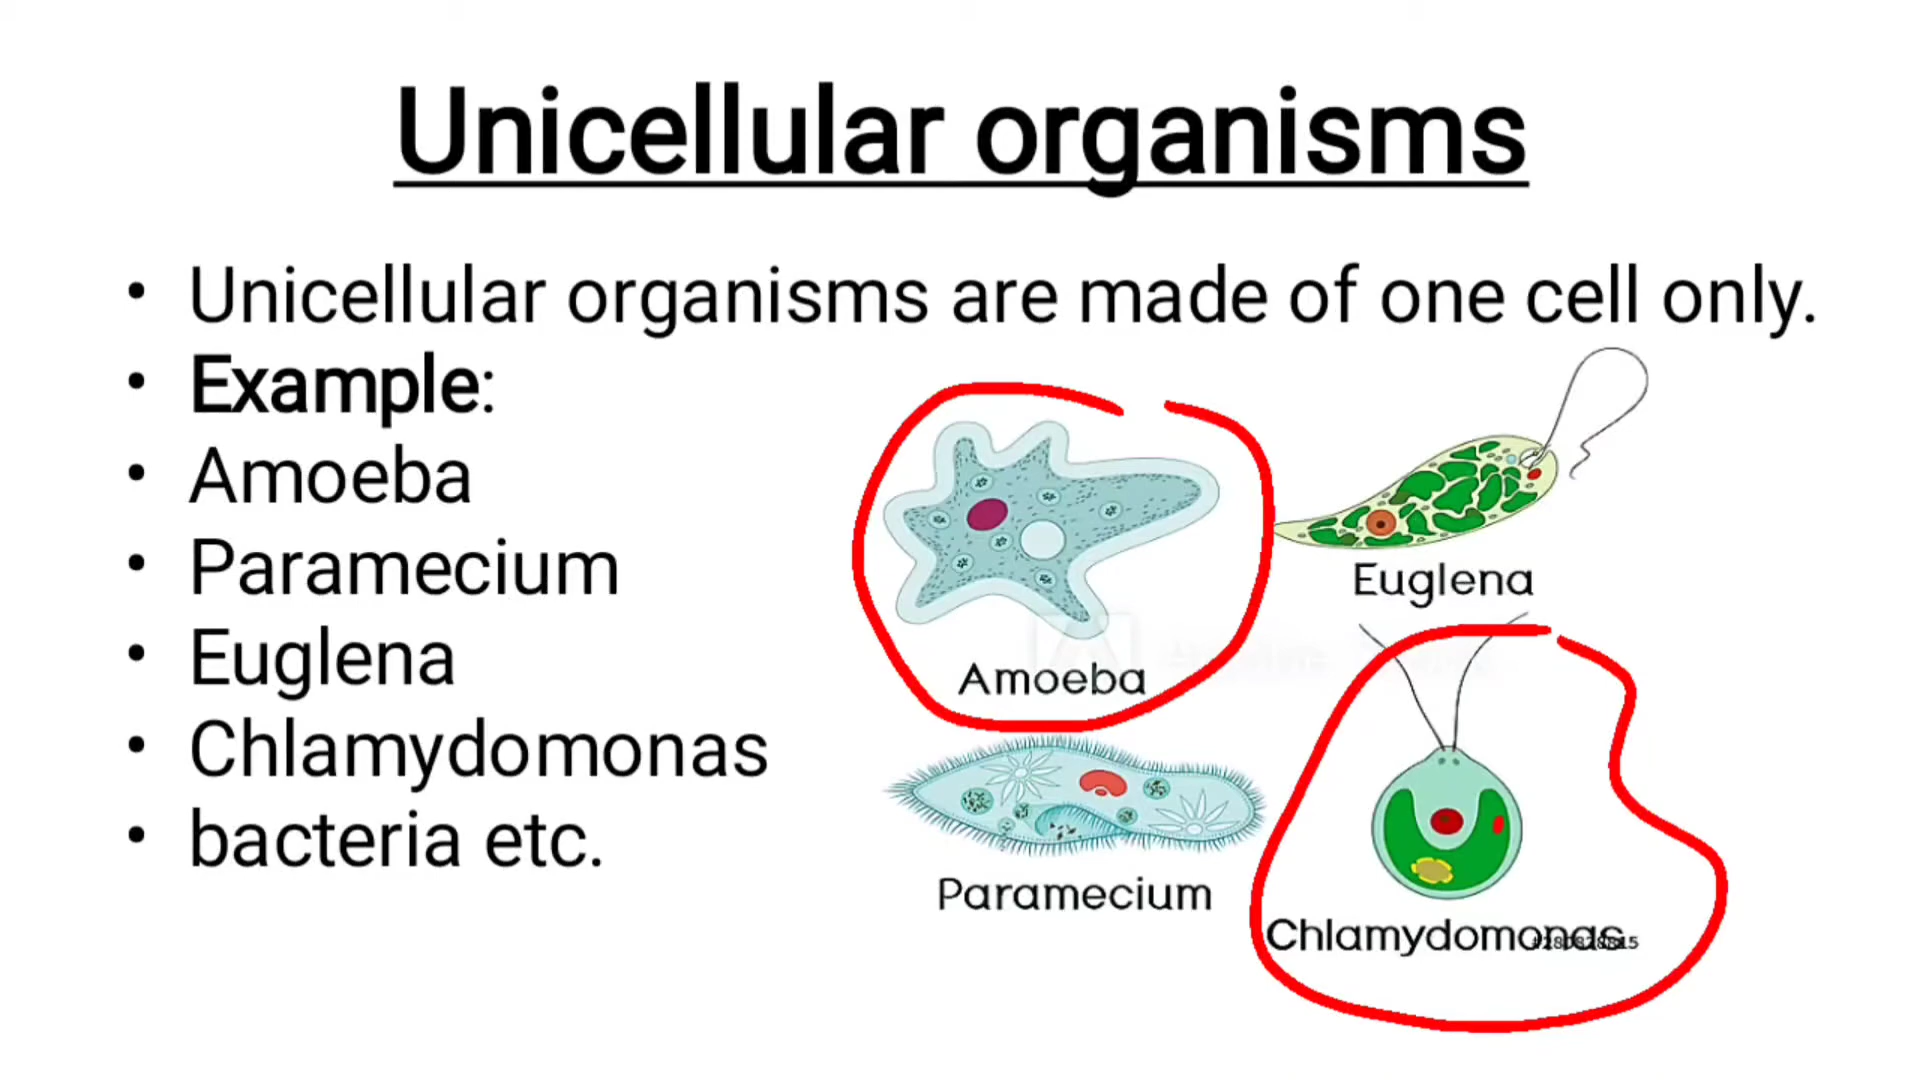 Unicellular organisms
• Unicellular organisms are made of one cell only.
• Example:
• Amoeba
• Paramecium
• Euglena
• Chlamydomonas
• bacteria etc.
Euglena
Amoeba
Paramecium
Chlamydomonas